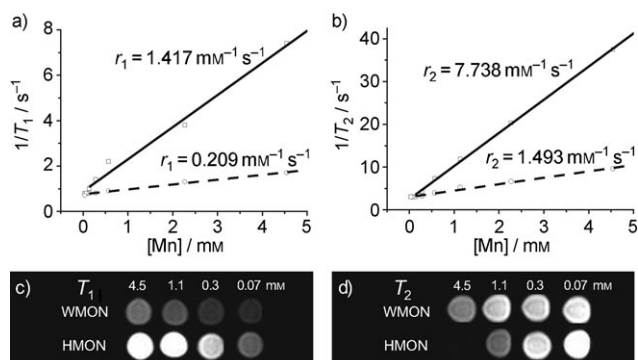 a)
8
6
4
2
0
1/T₁ / s⁻¹
r₁ = 1.417 mM⁻¹ s⁻¹
r₁ = 0.209 mM⁻¹ s⁻¹
0 1 2 3 4 5
[Mn] / mM
b)
40
30
20
10
0
1/T₂ / s⁻¹
r₂ = 7.738 mM⁻¹ s⁻¹
r₂ = 1.493 mM⁻¹ s⁻¹
0 1 2 3 4 5
[Mn] / mM
c) T₁ 4.5 1.1 0.3 0.07 mM
WMON
HMON
d) T₂ 4.5 1.1 0.3 0.07 mM
WMON
HMON